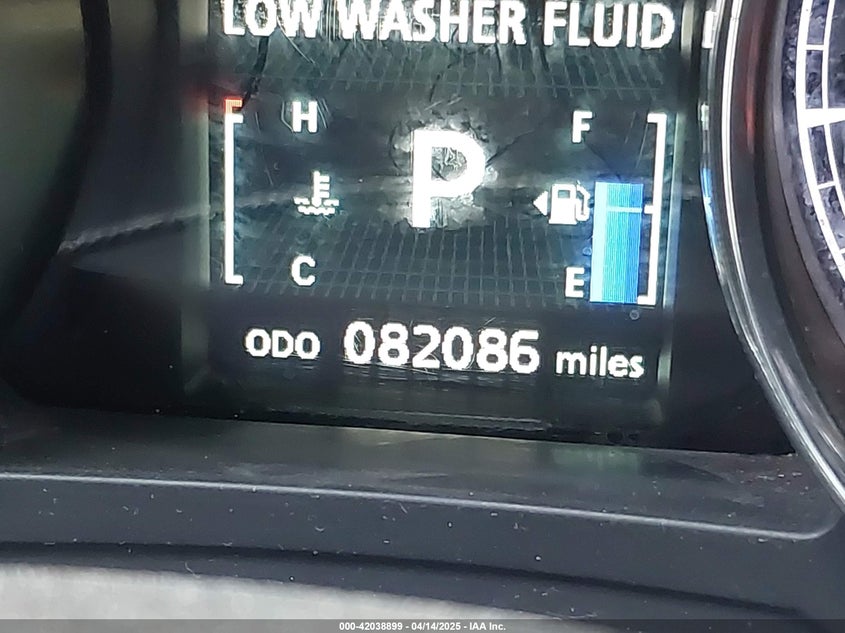 LOW WASHER FLUID
H
F
P
C
E
ODO 082086 miles
000-42038899 - 04/14/2025 - IAA Inc.